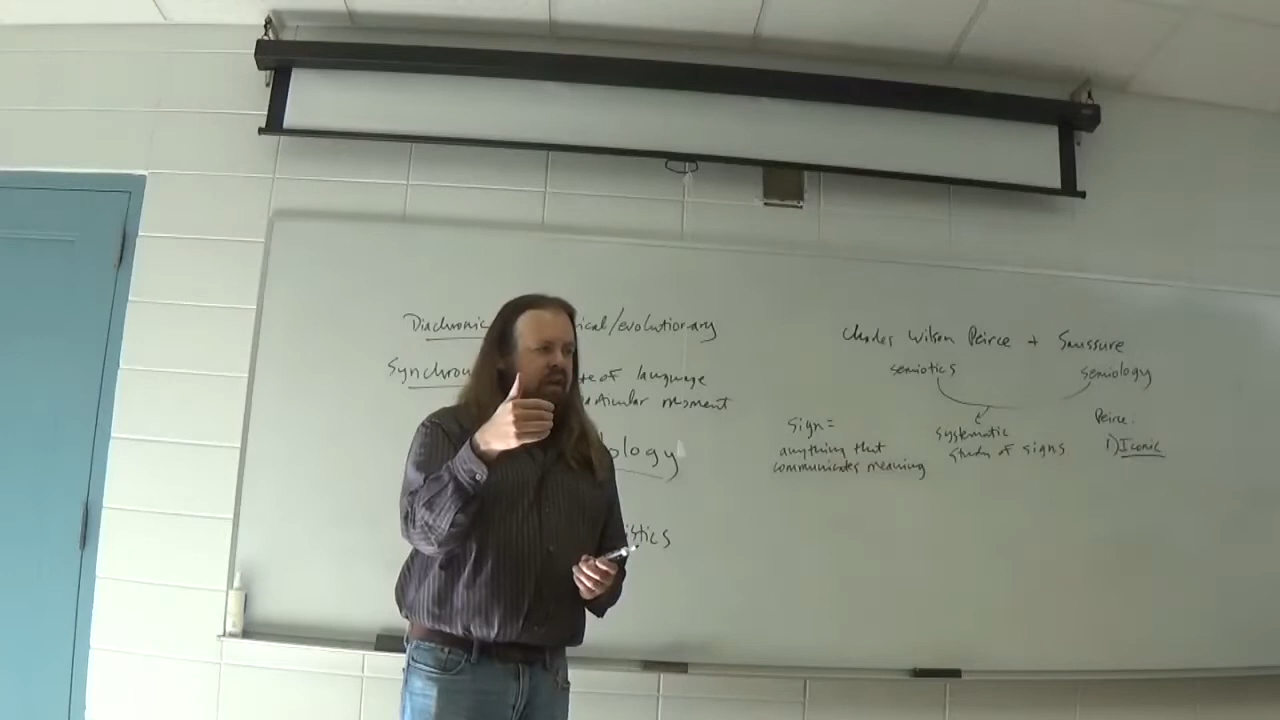 Diachronic ical/evolutionary
Synchron te of language
ticular moment
ology
istics
Charles Wilson Peirce + Saussure
semiotics semiology
systematic
study of signs
Sign=
anything that
communicates meaning
Peirce.
1) Iconic